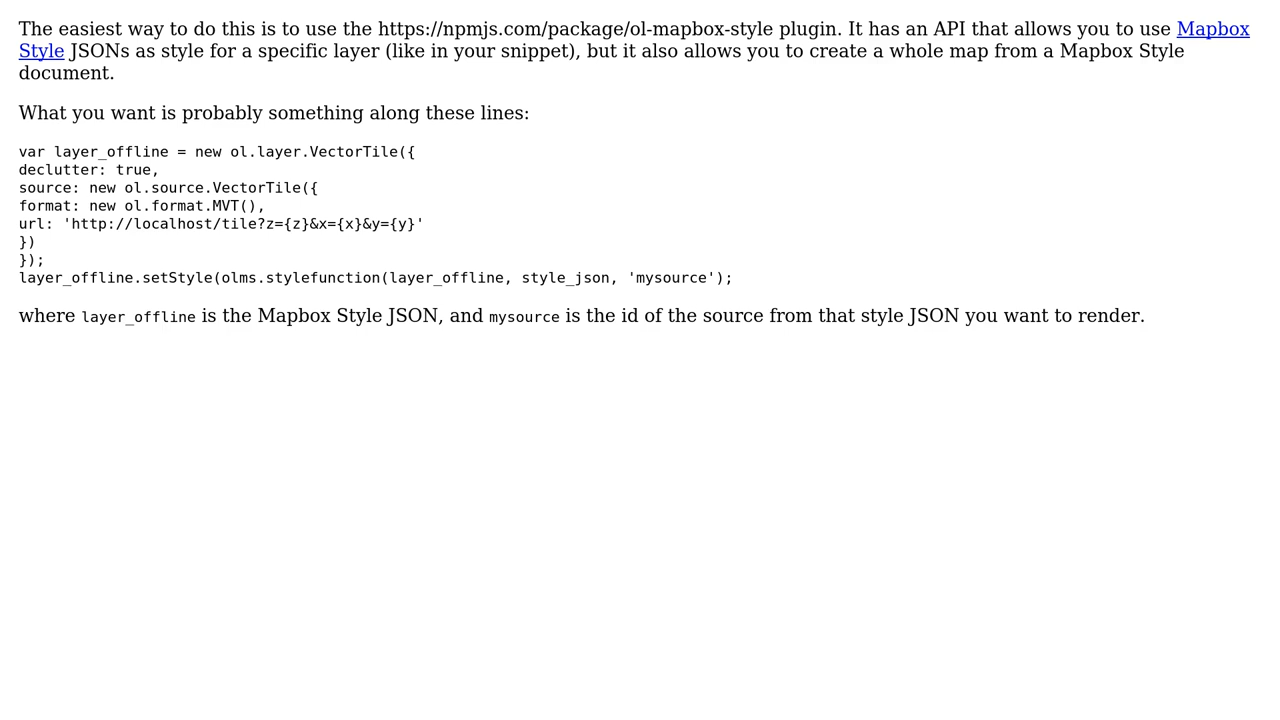 The easiest way to do this is to use the https://npmjs.com/package/ol-mapbox-style plugin. It has an API that allows you to use Mapbox
Style JSONs as style for a specific layer (like in your snippet), but it also allows you to create a whole map from a Mapbox Style
document.
What you want is probably something along these lines:
var layer_offline = new ol.layer.VectorTile({
declutter: true,
source: new ol.source.VectorTile({
format: new ol.format.MVT(),
url: 'http://localhost/tile?z={z}&x={x}&y={y}'
})
});
layer_offline.setStyle(olms.stylefunction(layer_offline, style_json, 'mysource');
where layer_offline is the Mapbox Style JSON, and mysource is the id of the source from that style JSON you want to render.